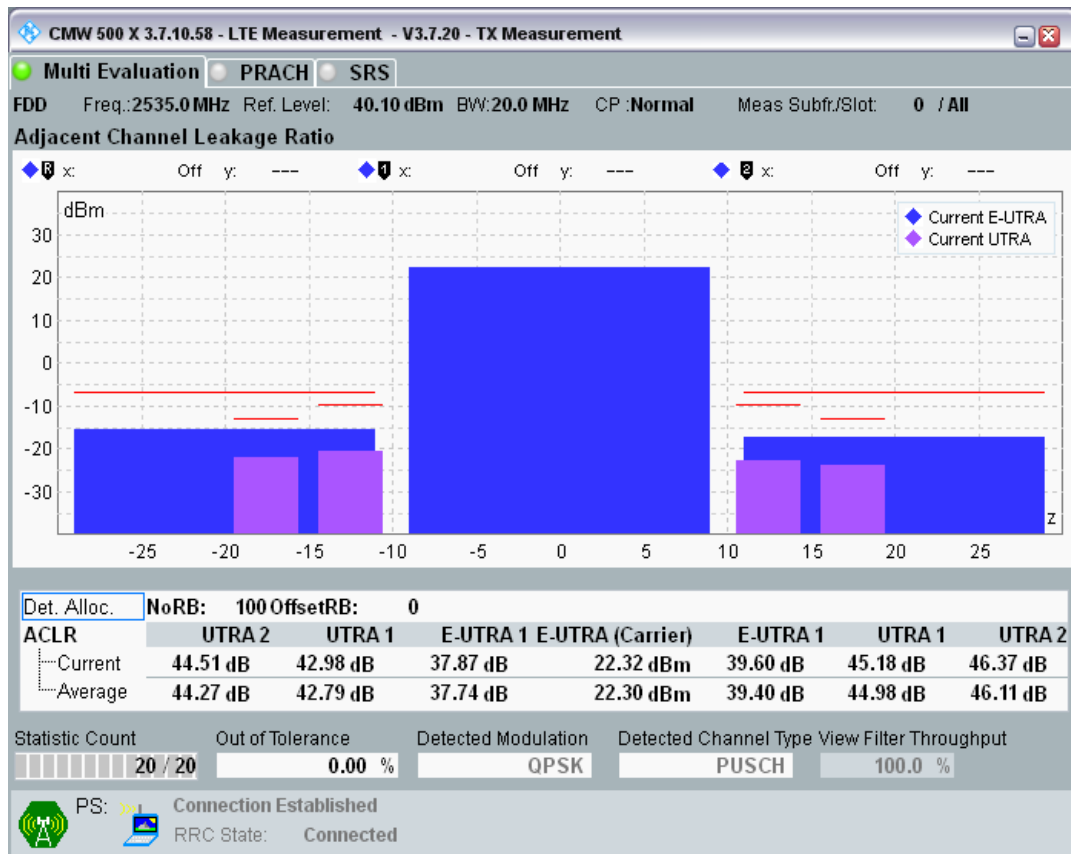 CMW 500 X 3.7.10.58 - LTE Measurement - V3.7.20 - TX Measurement
Multi Evaluation PRACH SRS
FDD Freq.:2535.0 MHz Ref. Level: 40.10 dBm BW:20.0 MHz CP :Normal Meas Subfr./Slot: 0 / All
Adjacent Channel Leakage Ratio
R x: Off y: --- 1 x: Off y: --- 2 x: Off y: ---
dBm
Current E-UTRA
Current UTRA
30
20
10
0
-10
-20
-30
z
-25 -20 -15 -10 -5 0 5 10 15 20 25
Det. Alloc. NoRB: 100 OffsetRB: 0
ACLR UTRA 2 UTRA 1 E-UTRA 1 E-UTRA (Carrier) E-UTRA 1 UTRA 1 UTRA 2
Current 44.51 dB 42.98 dB 37.87 dB 22.32 dBm 39.60 dB 45.18 dB 46.37 dB
Average 44.27 dB 42.79 dB 37.74 dB 22.30 dBm 39.40 dB 44.98 dB 46.11 dB
Statistic Count Out of Tolerance Detected Modulation Detected Channel Type View Filter Throughput
20 / 20 0.00 % QPSK PUSCH 100.0 %
PS: Connection Established
RRC State: Connected